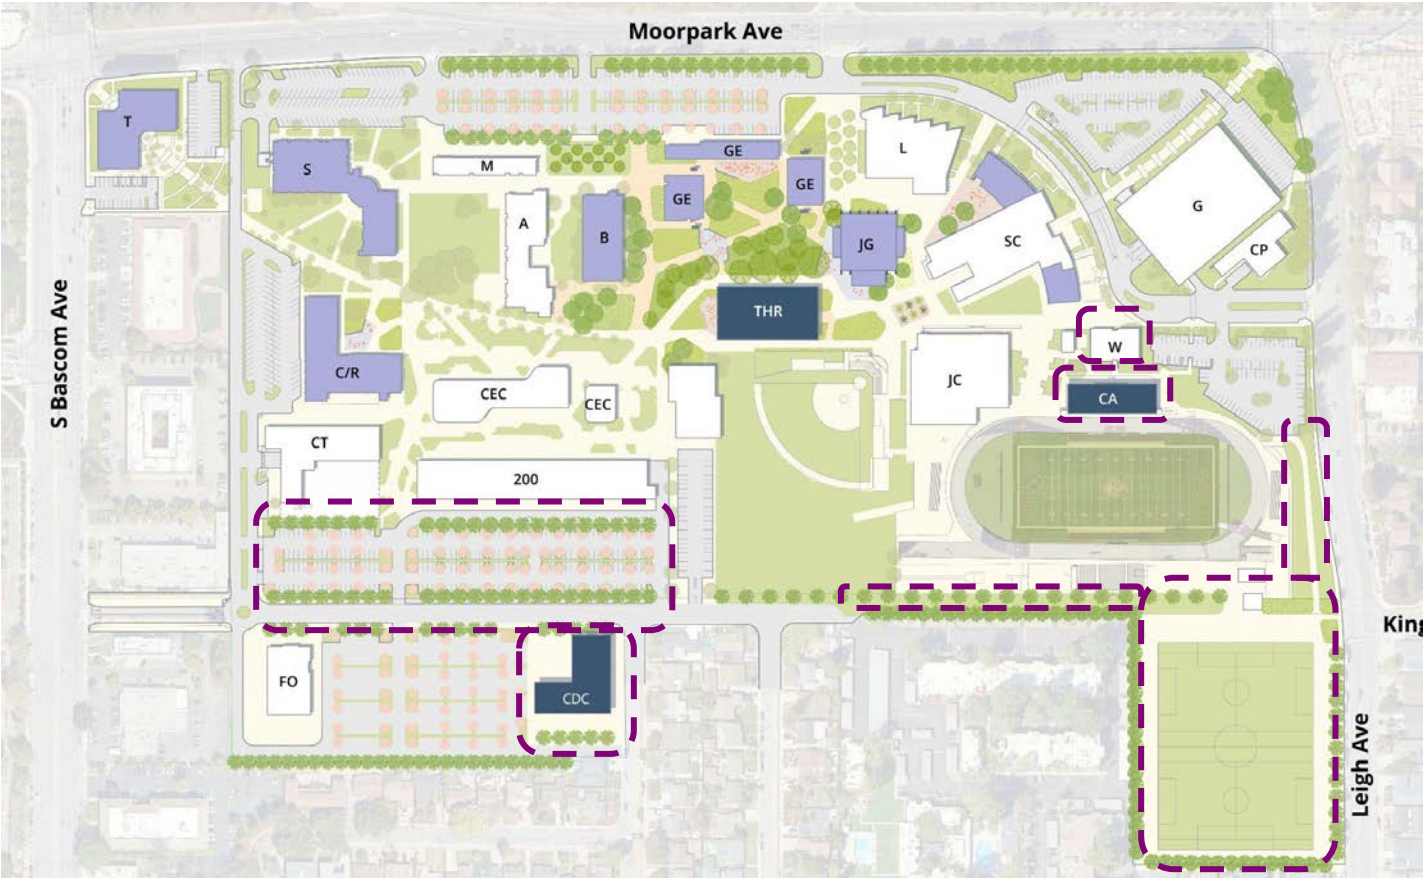 Moorpark Ave
T
S
M
GE
L
GE
GE
A
B
JG
SC
G
CP
S Bascom Ave
THR
W
C/R
CEC
CEC
JC
CA
CT
200
King
FO
CDC
Leigh Ave